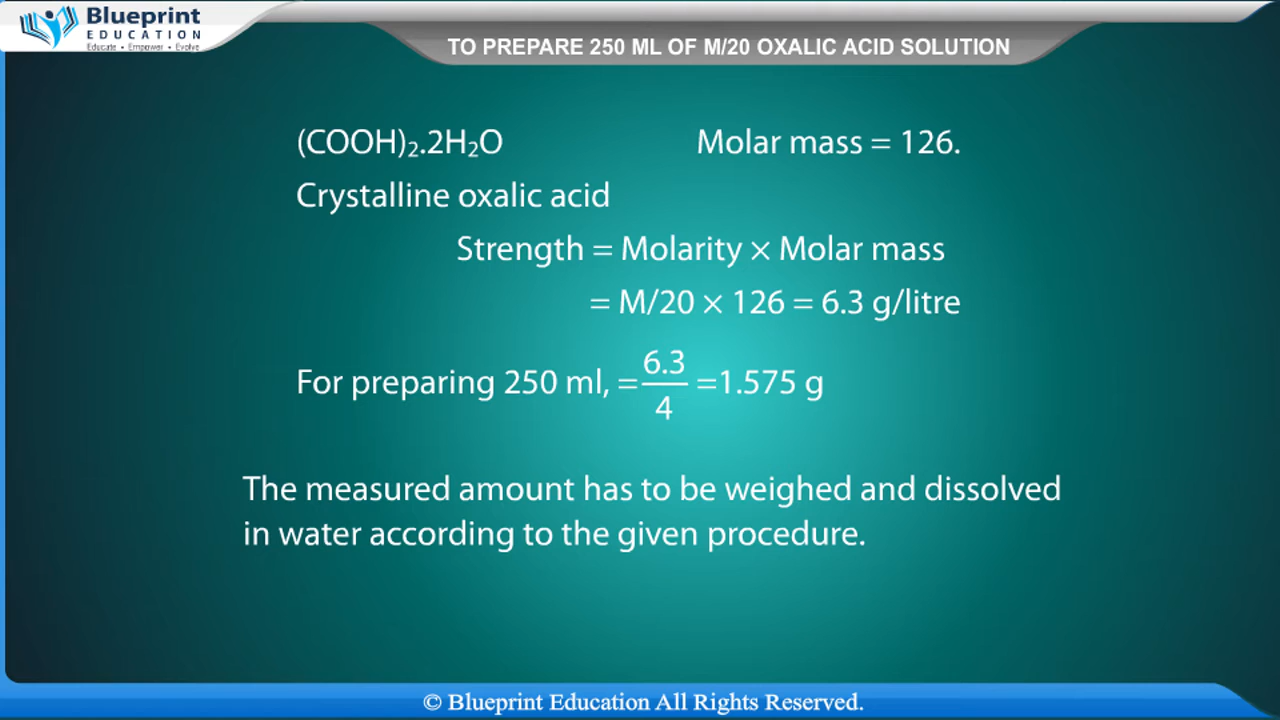 Blueprint
EDUCATION
Educate • Empower • Evolve
TO PREPARE 250 ML OF M/20 OXALIC ACID SOLUTION
(COOH)₂.2H₂O Molar mass = 126.
Crystalline oxalic acid
Strength = Molarity × Molar mass
= M/20 × 126 = 6.3 g/litre
For preparing 250 ml, = 6.3/4 =1.575 g
The measured amount has to be weighed and dissolved
in water according to the given procedure.
© Blueprint Education All Rights Reserved.